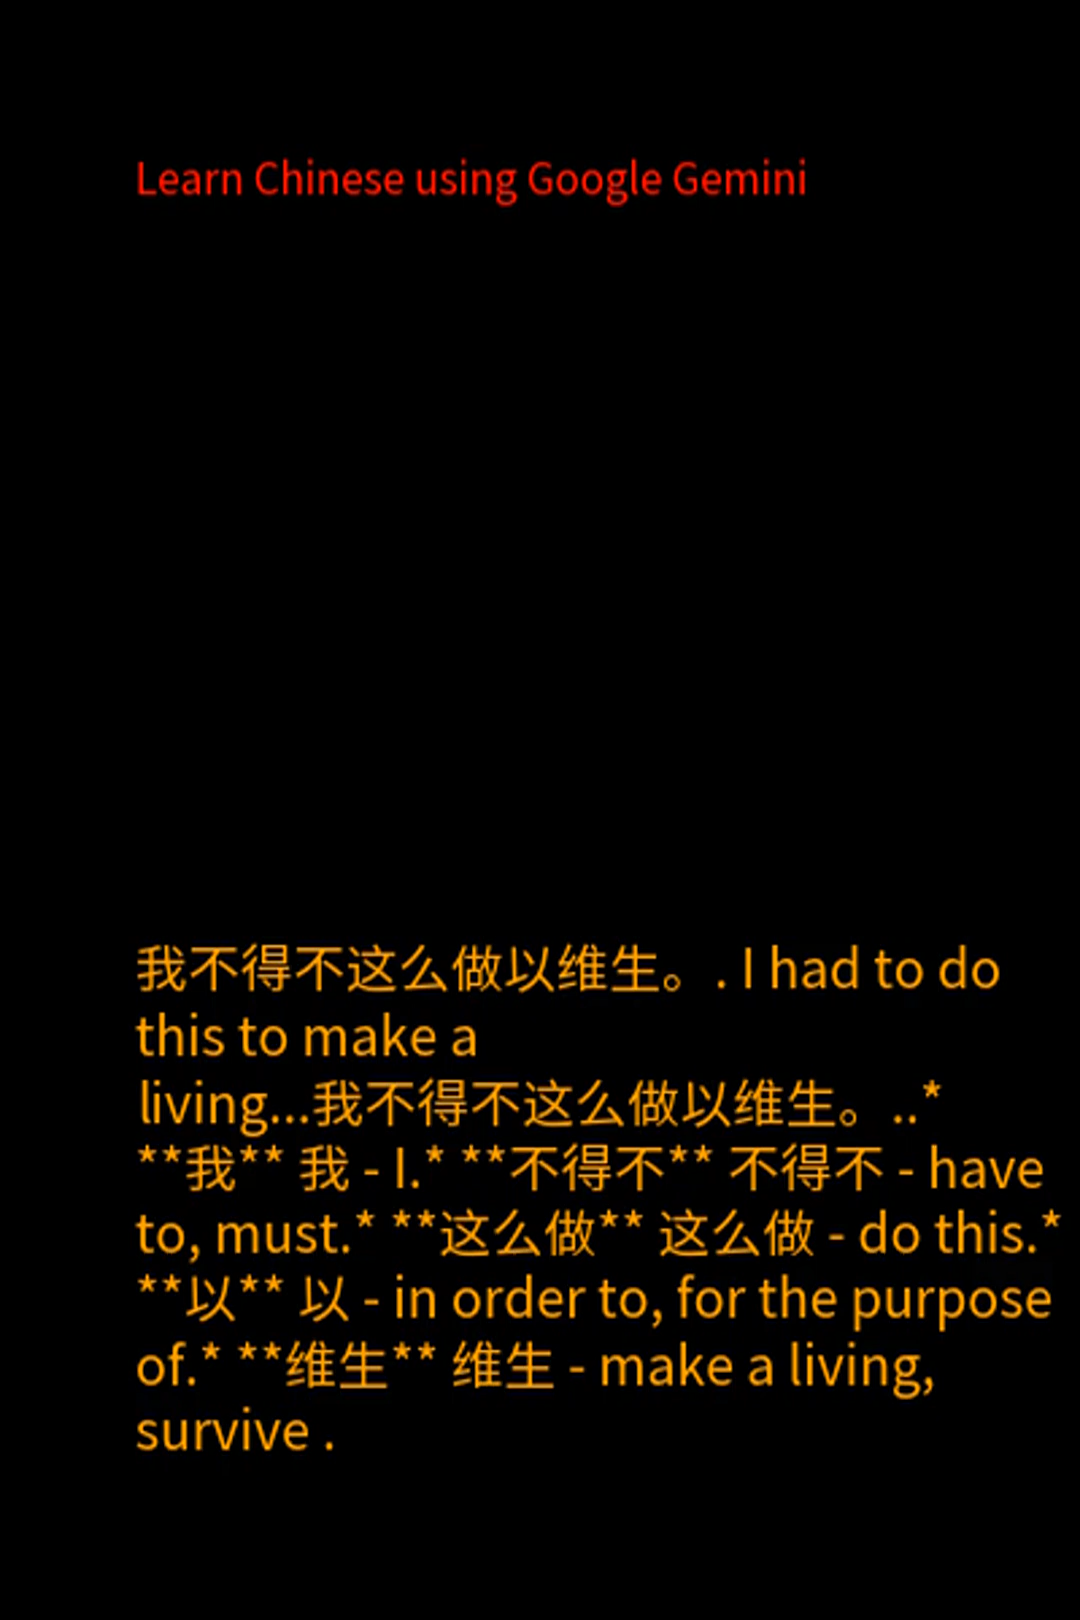 Learn Chinese using Google Gemini
我不得不这么做以维生。. I had to do
this to make a
living...我不得不这么做以维生。..*
**我** 我 - I.* **不得不** 不得不 - have
to, must.* **这么做** 这么做 - do this.*
**以** 以 - in order to, for the purpose
of.* **维生** 维生 - make a living,
survive .